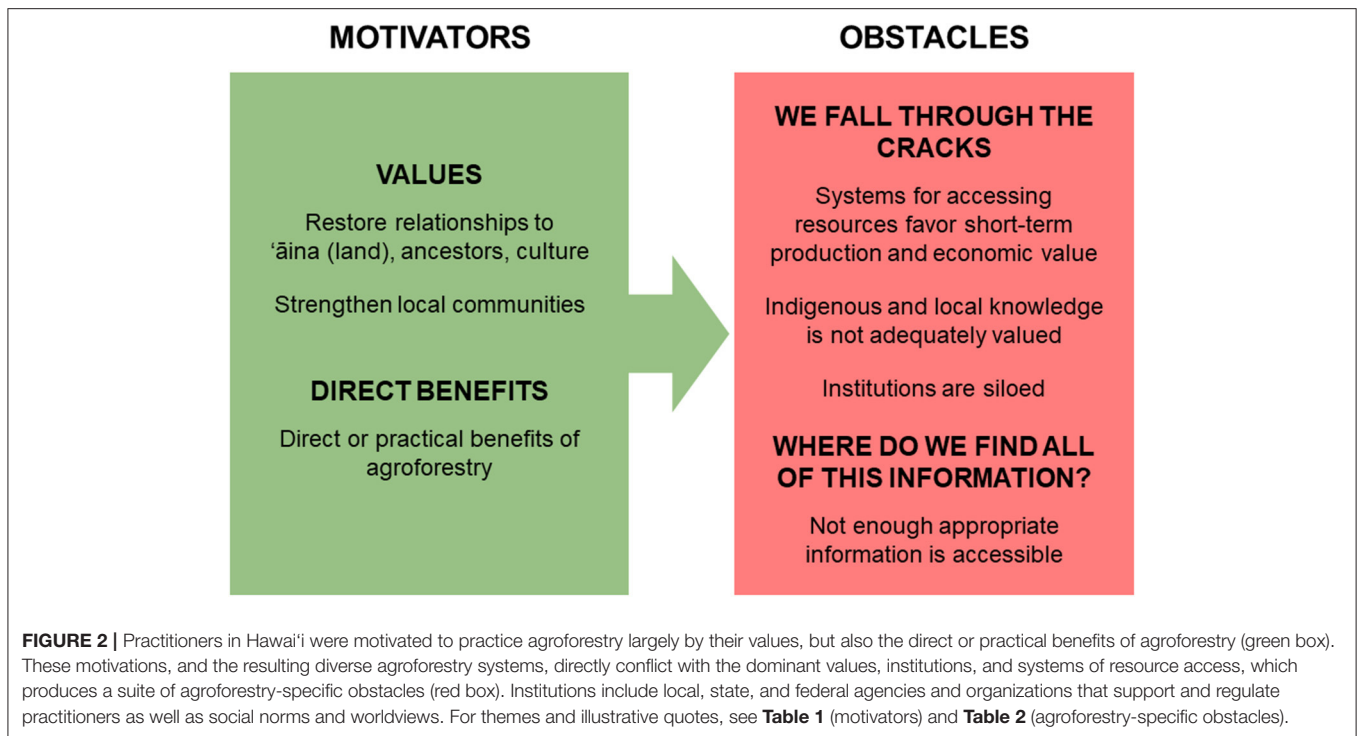 MOTIVATORS
VALUES
Restore relationships to
ʻāina (land), ancestors, culture
Strengthen local communities
DIRECT BENEFITS
Direct or practical benefits of
agroforestry
OBSTACLES
WE FALL THROUGH THE
CRACKS
Systems for accessing
resources favor short-term
production and economic value
Indigenous and local knowledge
is not adequately valued
Institutions are siloed
WHERE DO WE FIND ALL
OF THIS INFORMATION?
Not enough appropriate
information is accessible
FIGURE 2 | Practitioners in Hawaiʻi were motivated to practice agroforestry largely by their values, but also the direct or practical benefits of agroforestry (green box).
These motivations, and the resulting diverse agroforestry systems, directly conflict with the dominant values, institutions, and systems of resource access, which
produces a suite of agroforestry-specific obstacles (red box). Institutions include local, state, and federal agencies and organizations that support and regulate
practitioners as well as social norms and worldviews. For themes and illustrative quotes, see Table 1 (motivators) and Table 2 (agroforestry-specific obstacles).